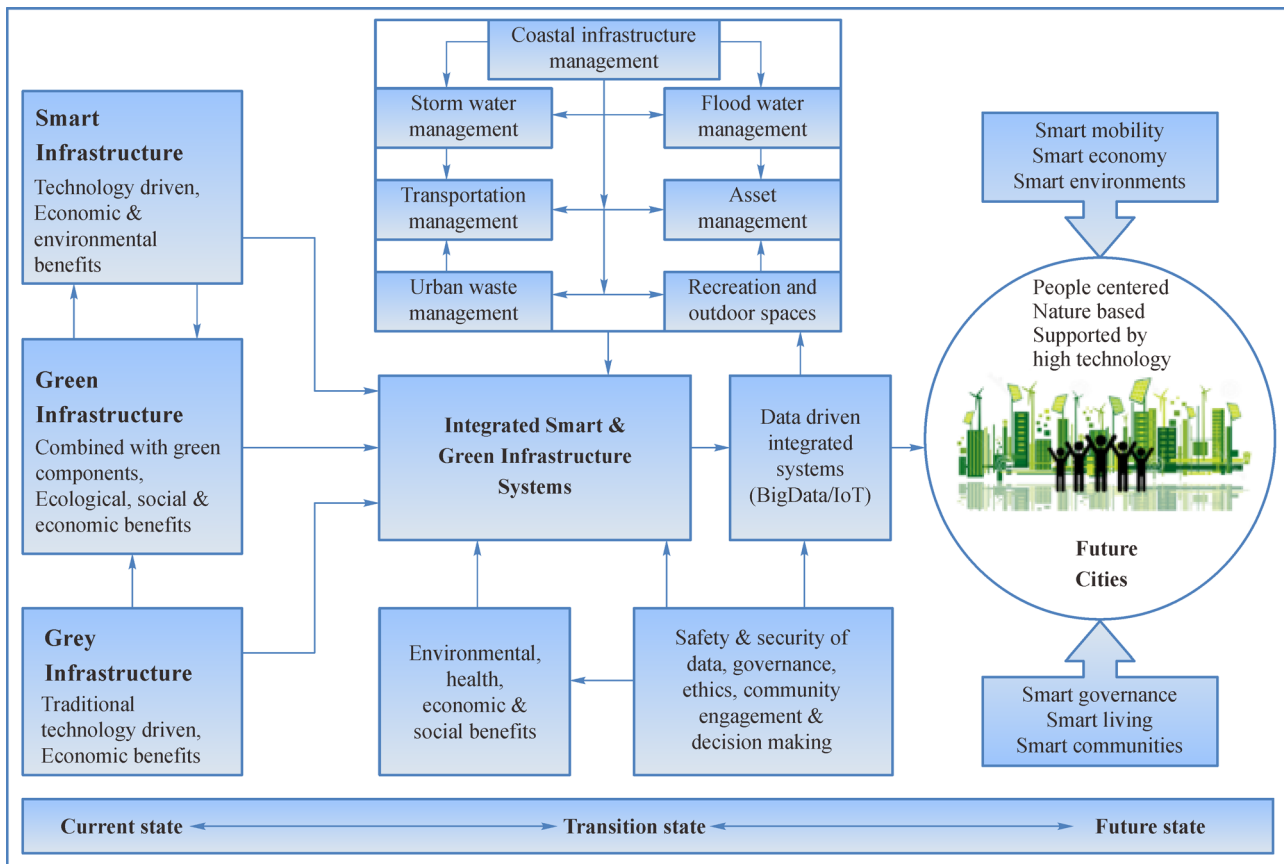 Coastal infrastructure
management
Storm water
management
Flood water
management
Transportation
management
Asset
management
Urban waste
management
Recreation and
outdoor spaces
Smart
Infrastructure
Technology driven,
Economic &
environmental
benefits
Green
Infrastructure
Combined with green
components,
Ecological, social &
economic benefits
Grey
Infrastructure
Traditional
technology driven,
Economic benefits
Integrated Smart &
Green Infrastructure
Systems
Data driven
integrated
systems
(BigData/IoT)
Environmental,
health,
economic &
social benefits
Safety & security of
data, governance,
ethics, community
engagement &
decision making
Smart mobility
Smart economy
Smart environments
People centered
Nature based
Supported by
high technology
Future
Cities
Smart governance
Smart living
Smart communities
Current state
Transition state
Future state